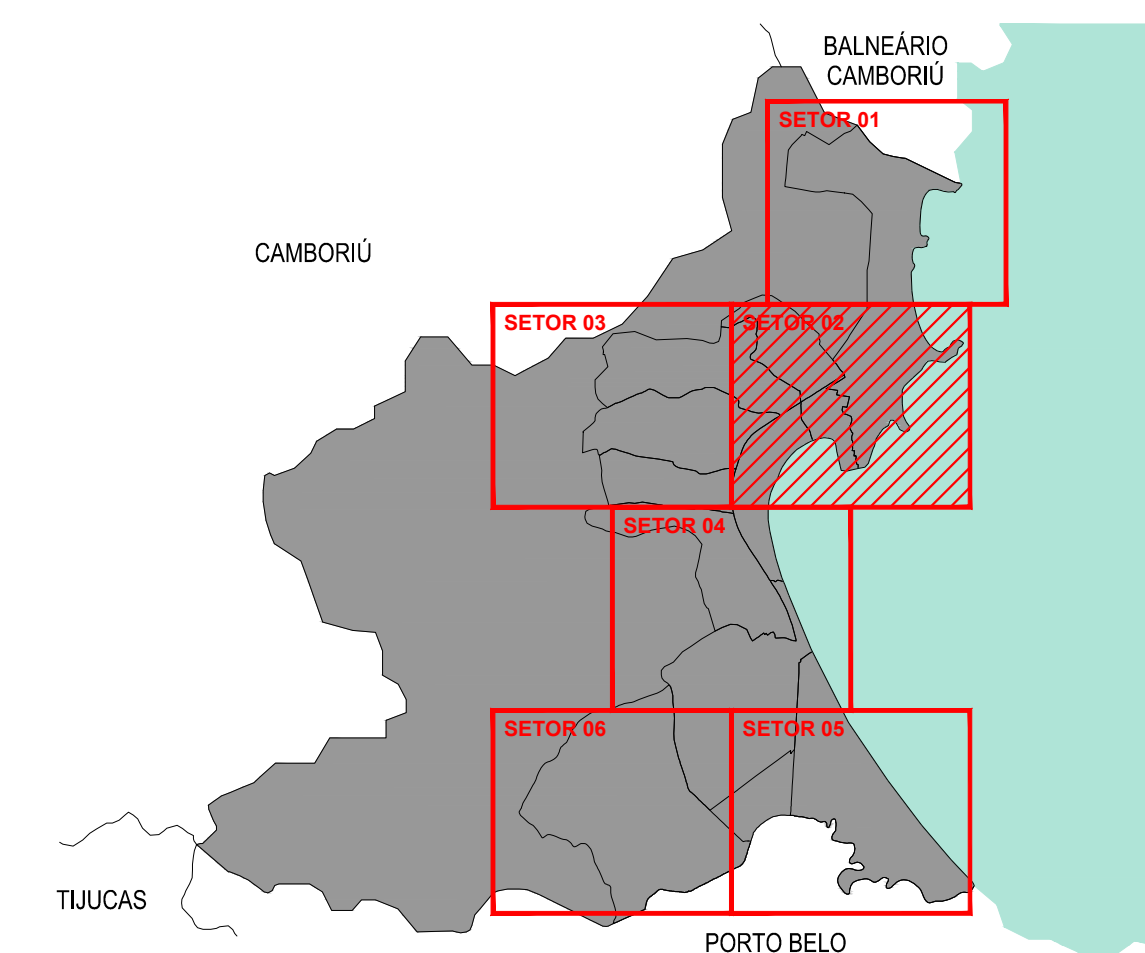 BALNEÁRIO
CAMBORIÚ
SETOR 01
CAMBORIÚ
SETOR 03
SETOR 02
SETOR 04
SETOR 06
SETOR 05
TIJUCAS
PORTO BELO